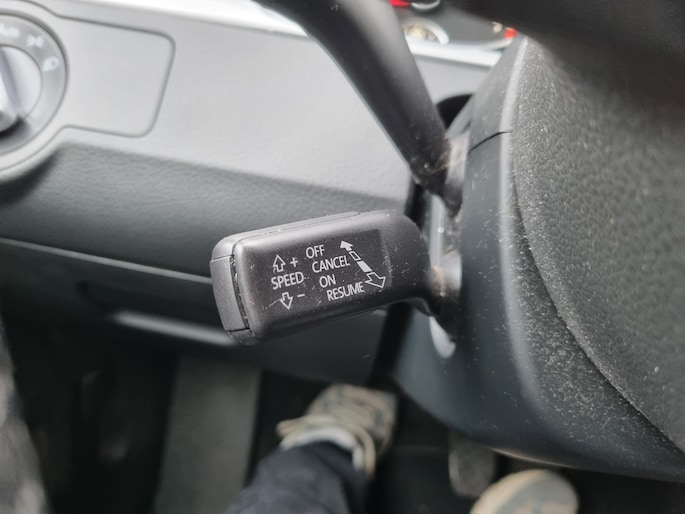 +
SPEED
−
OFF
CANCEL
ON
RESUME